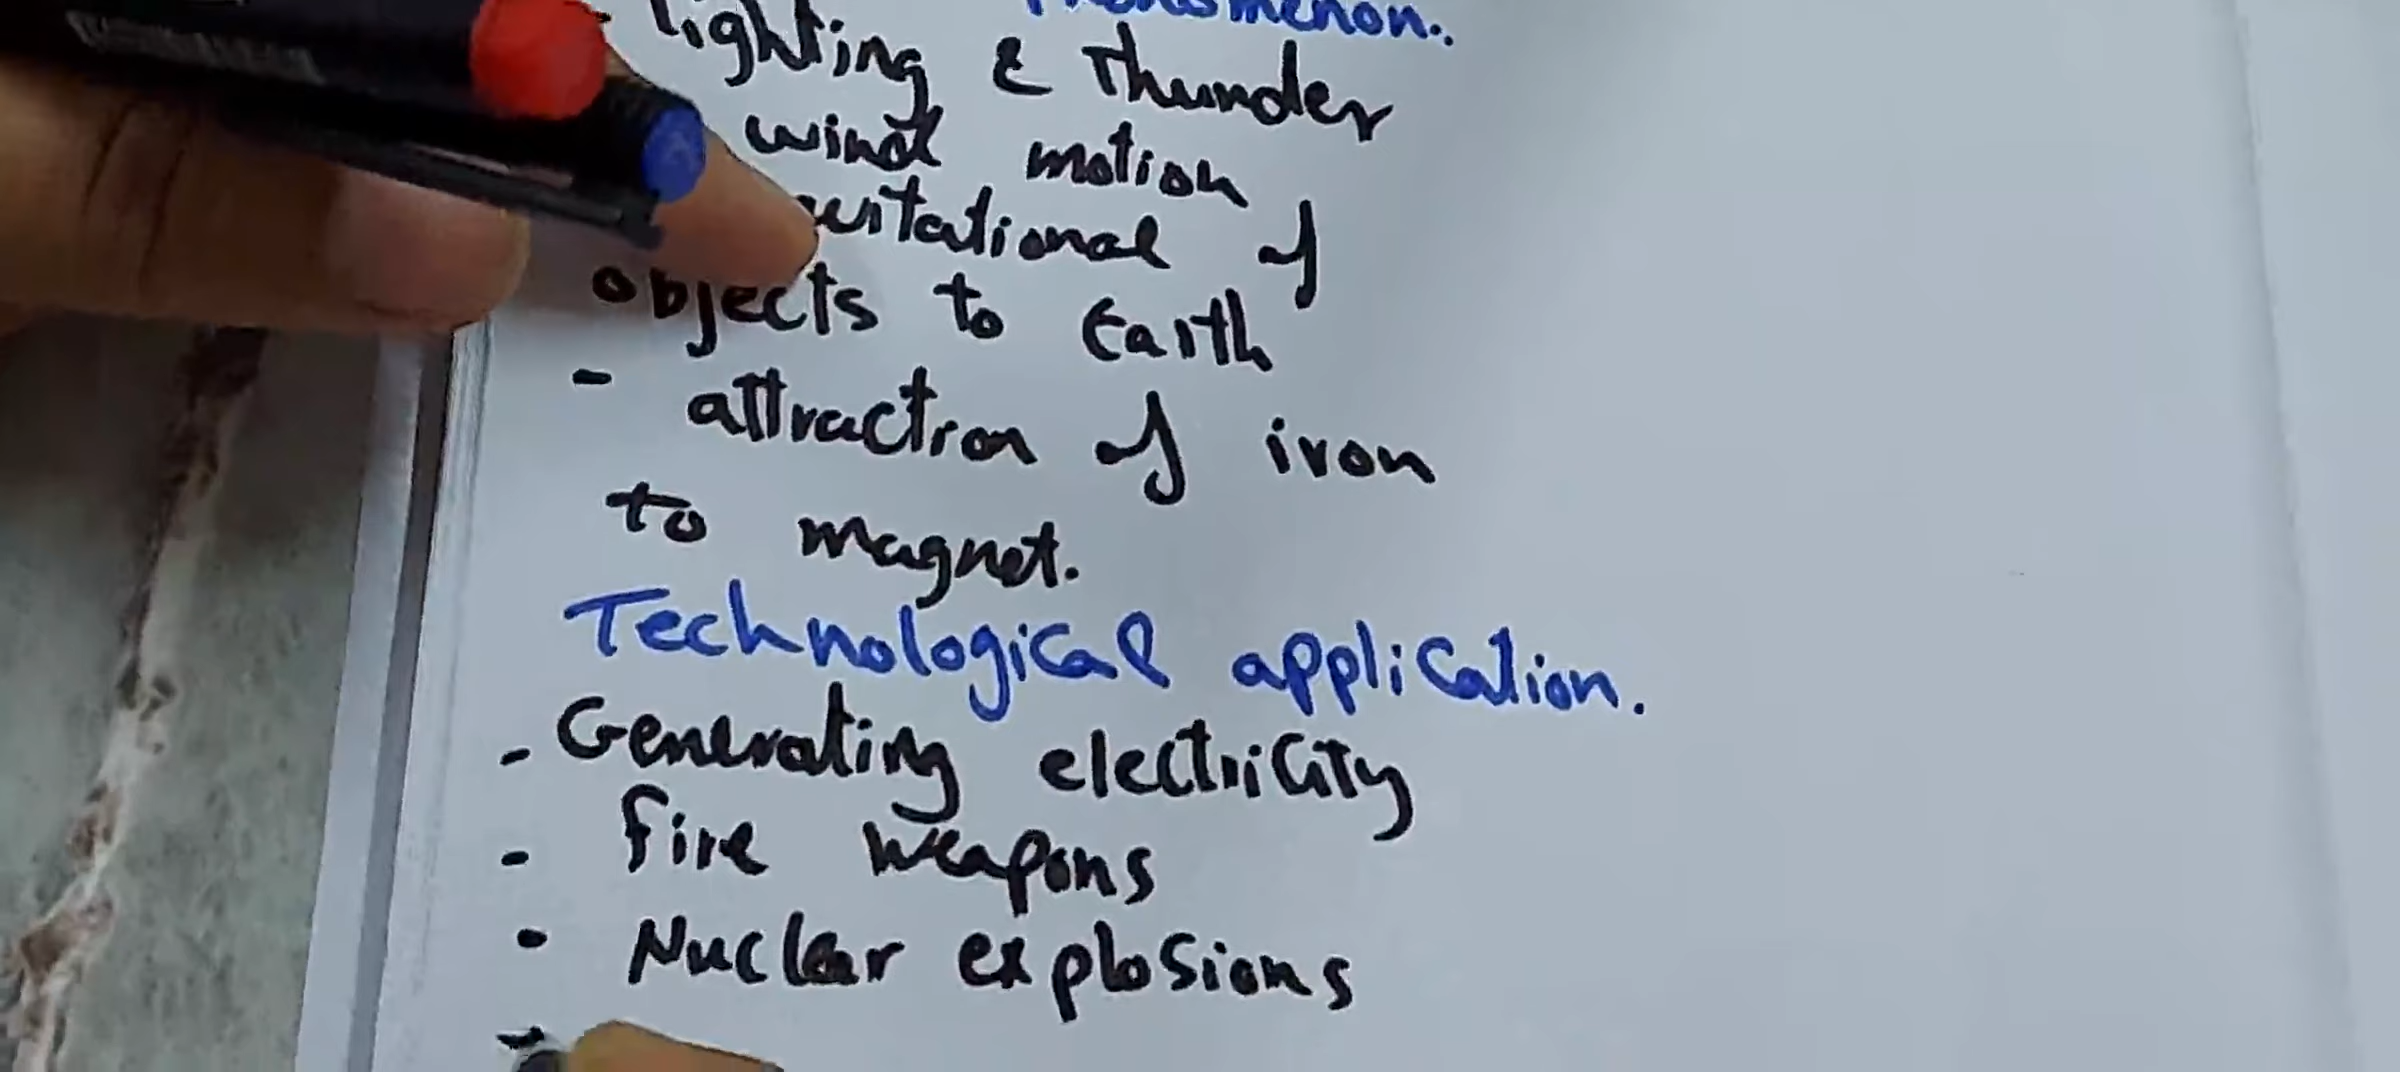 Phenomenon.
lighting & Thunder
wind motion
objects to Earth
- attraction of iron
to magnet.
Technological application.
- Generating electricity
- fire weapons
- Nuclear explosions
-